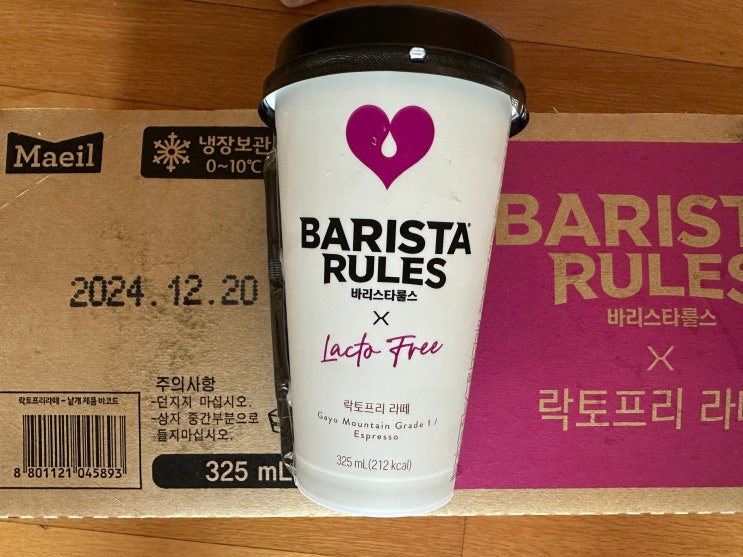 Maeil
냉장보관
0~10℃
2024.12.20
락토프리라떼 - 낱개 제품 바코드
8 801121 045893
주의사항
-던지지 마십시오.
-상자 중간부분으로
들지마십시오.
325 mL
BARISTA
RULES
바리스타룰스
X
Lacto Free
락토프리 라떼
Gayo Mountain Grade 1 /
Espresso
325 mL(212 kcal)
BARIST
RULES
바리스타룰스
X
락토프리